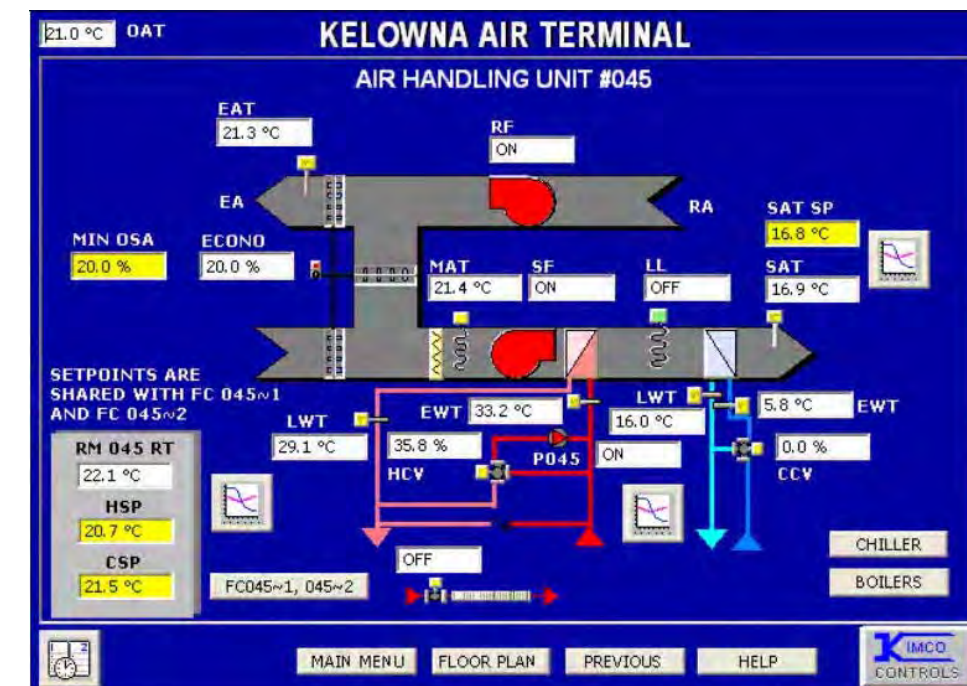 21.0 °C OAT
KELOWNA AIR TERMINAL
AIR HANDLING UNIT #045
EAT
21.3 °C
RF
ON
EA
RA
SAT SP
16.8 °C
MIN OSA
20.0 %
ECONO
20.0 %
MAT
21.4 °C
SF
ON
LL
OFF
SAT
16.9 °C
SETPOINTS ARE
SHARED WITH FC 045~1
AND FC 045~2
LWT
29.1 °C
EWT
33.2 °C
LWT
16.0 °C
5.8 °C
EWT
35.8 %
HCV
P045
ON
0.0 %
CCV
RM 045 RT
22.1 °C
HSP
20.7 °C
CSP
21.5 °C
OFF
FC045~1, 045~2
CHILLER
BOILERS
1 2
MAIN MENU
FLOOR PLAN
PREVIOUS
HELP
KIMCO
CONTROLS